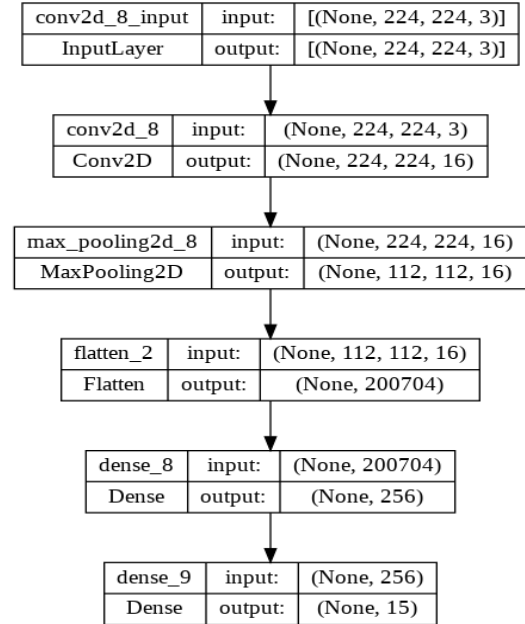 conv2d_8_input input: [(None, 224, 224, 3)]
InputLayer output: [(None, 224, 224, 3)]
conv2d_8 input: (None, 224, 224, 3)
Conv2D output: (None, 224, 224, 16)
max_pooling2d_8 input: (None, 224, 224, 16)
MaxPooling2D output: (None, 112, 112, 16)
flatten_2 input: (None, 112, 112, 16)
Flatten output: (None, 200704)
dense_8 input: (None, 200704)
Dense output: (None, 256)
dense_9 input: (None, 256)
Dense output: (None, 15)